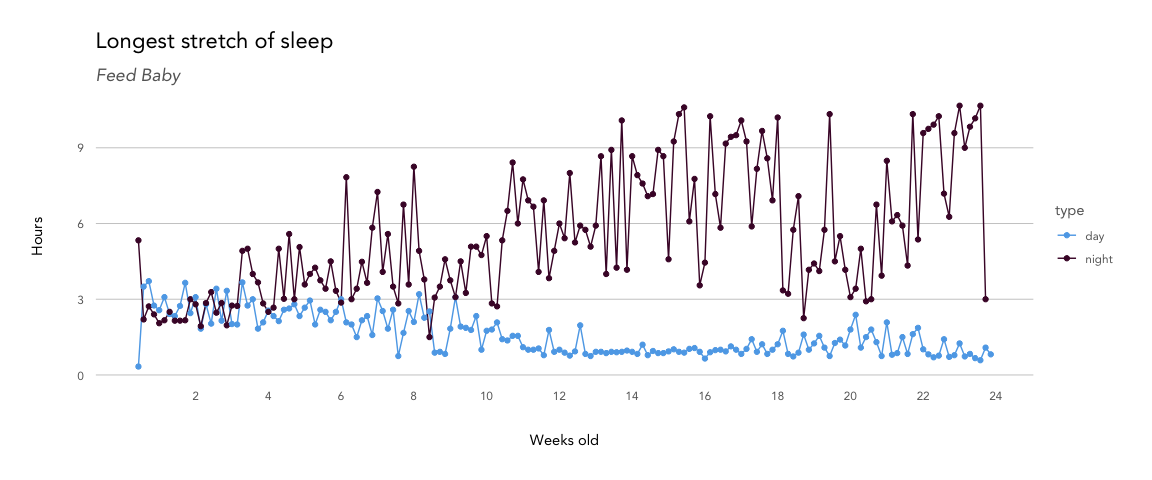 Longest stretch of sleep
Feed Baby
Hours
9
6
3
0
2 4 6 8 10 12 14 16 18 20 22 24
Weeks old
type
day
night